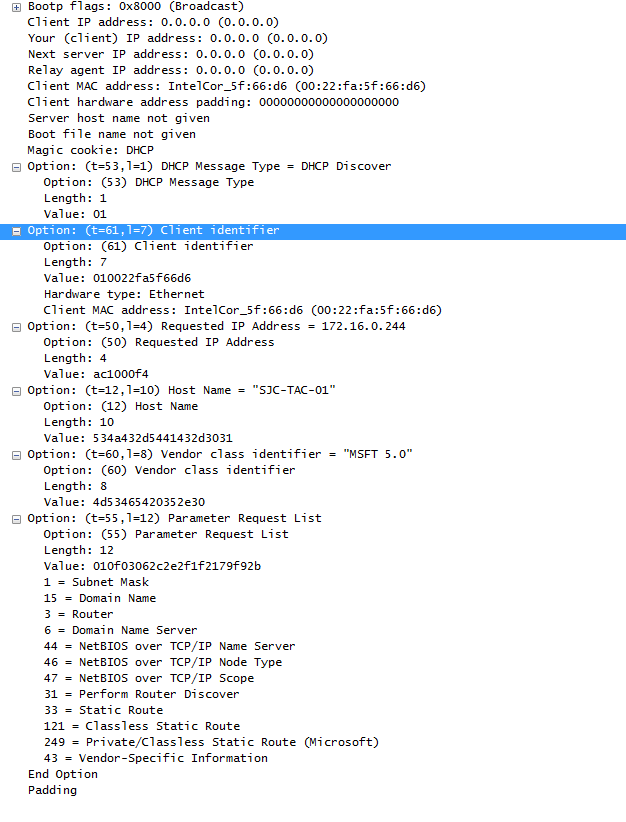 Bootp flags: 0x8000 (Broadcast)
Client IP address: 0.0.0.0 (0.0.0.0)
Your (client) IP address: 0.0.0.0 (0.0.0.0)
Next server IP address: 0.0.0.0 (0.0.0.0)
Relay agent IP address: 0.0.0.0 (0.0.0.0)
Client MAC address: IntelCor_5f:66:d6 (00:22:fa:5f:66:d6)
Client hardware address padding: 00000000000000000000
Server host name not given
Boot file name not given
Magic cookie: DHCP
Option: (t=53,l=1) DHCP Message Type = DHCP Discover
Option: (53) DHCP Message Type
Length: 1
Value: 01
Option: (t=61,l=7) Client identifier
Option: (61) Client identifier
Length: 7
Value: 010022fa5f66d6
Hardware type: Ethernet
Client MAC address: IntelCor_5f:66:d6 (00:22:fa:5f:66:d6)
Option: (t=50,l=4) Requested IP Address = 172.16.0.244
Option: (50) Requested IP Address
Length: 4
Value: ac1000f4
Option: (t=12,l=10) Host Name = "SJC-TAC-01"
Option: (12) Host Name
Length: 10
Value: 534a432d5441432d3031
Option: (t=60,l=8) Vendor class identifier = "MSFT 5.0"
Option: (60) Vendor class identifier
Length: 8
Value: 4d53465420352e30
Option: (t=55,l=12) Parameter Request List
Option: (55) Parameter Request List
Length: 12
Value: 010f03062c2e2f1f2179f92b
1 = Subnet Mask
15 = Domain Name
3 = Router
6 = Domain Name Server
44 = NetBIOS over TCP/IP Name Server
46 = NetBIOS over TCP/IP Node Type
47 = NetBIOS over TCP/IP Scope
31 = Perform Router Discover
33 = Static Route
121 = Classless Static Route
249 = Private/Classless Static Route (Microsoft)
43 = Vendor-Specific Information
End Option
Padding